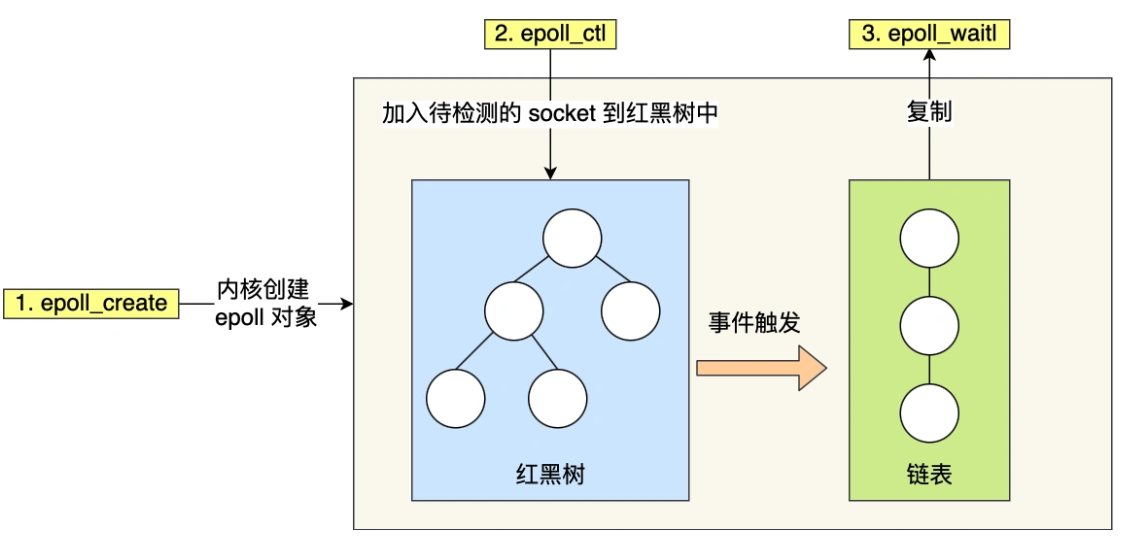 2. epoll_ctl
3. epoll_waitl
加入待检测的 socket 到红黑树中
复制
1. epoll_create
内核创建
epoll 对象
事件触发
红黑树
链表